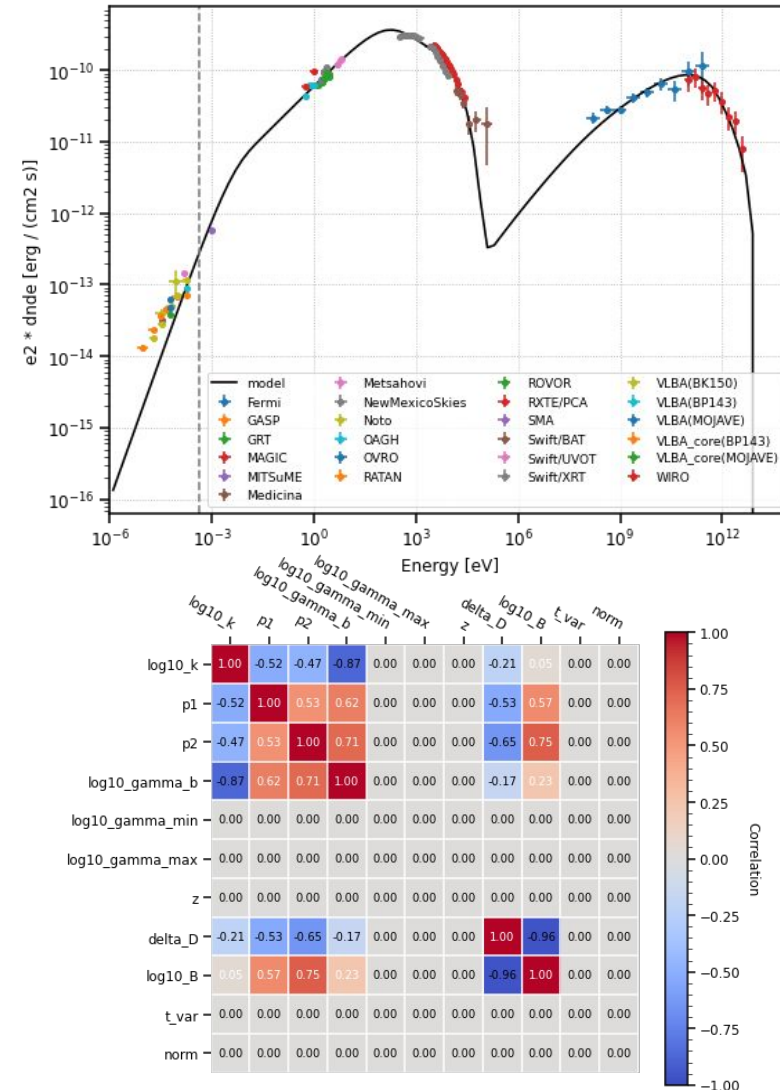 e2 * dnde [erg / (cm2 s)]
10⁻¹⁰
10⁻¹¹
10⁻¹²
10⁻¹³
10⁻¹⁴
10⁻¹⁵
10⁻¹⁶
model
Fermi
GASP
GRT
MAGIC
MITSuME
Medicina
Metsahovi
NewMexicoSkies
Noto
OAGH
OVRO
RATAN
ROVOR
RXTE/PCA
SMA
Swift/BAT
Swift/UVOT
Swift/XRT
VLBA(BK150)
VLBA(BP143)
VLBA(MOJAVE)
VLBA_core(BP143)
VLBA_core(MOJAVE)
WIRO
10⁻⁶ 10⁻³ 10⁰ 10³ 10⁶ 10⁹ 10¹²
Energy [eV]
log10_k p1 p2 log10_gamma_b log10_gamma_min log10_gamma_max z delta_D log10_B t_var norm
log10_k 1.00 -0.52 -0.47 -0.87 0.00 0.00 0.00 -0.21 0.05 0.00 0.00
p1 -0.52 1.00 0.53 0.62 0.00 0.00 0.00 -0.53 0.57 0.00 0.00
p2 -0.47 0.53 1.00 0.71 0.00 0.00 0.00 -0.65 0.75 0.00 0.00
log10_gamma_b -0.87 0.62 0.71 1.00 0.00 0.00 0.00 -0.17 0.23 0.00 0.00
log10_gamma_min 0.00 0.00 0.00 0.00 0.00 0.00 0.00 0.00 0.00 0.00 0.00
log10_gamma_max 0.00 0.00 0.00 0.00 0.00 0.00 0.00 0.00 0.00 0.00 0.00
z 0.00 0.00 0.00 0.00 0.00 0.00 0.00 0.00 0.00 0.00 0.00
delta_D -0.21 -0.53 -0.65 -0.17 0.00 0.00 0.00 1.00 -0.96 0.00 0.00
log10_B 0.05 0.57 0.75 0.23 0.00 0.00 0.00 -0.96 1.00 0.00 0.00
t_var 0.00 0.00 0.00 0.00 0.00 0.00 0.00 0.00 0.00 0.00 0.00
norm 0.00 0.00 0.00 0.00 0.00 0.00 0.00 0.00 0.00 0.00 0.00
1.00
0.75
0.50
0.25
0.00
−0.25
−0.50
−0.75
−1.00
Correlation